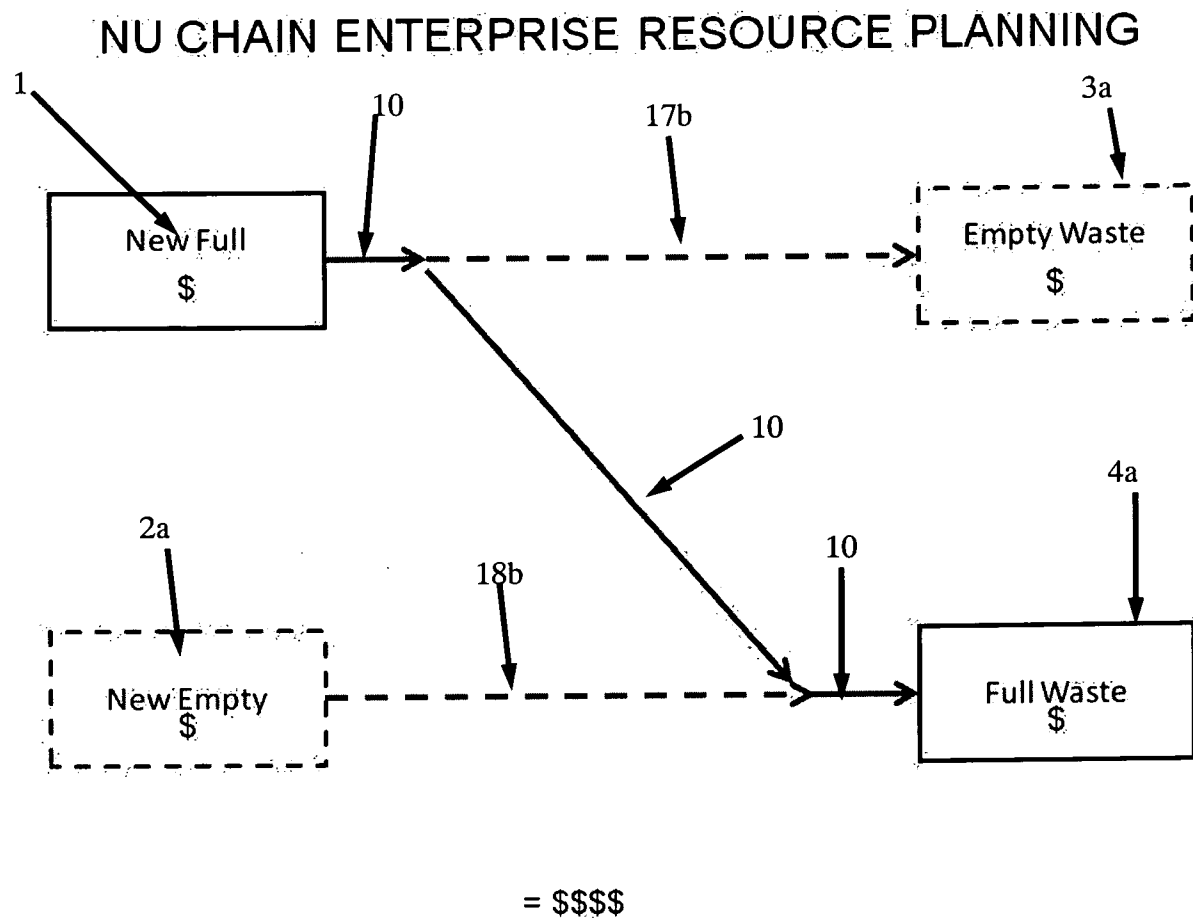 NU CHAIN ENTERPRISE RESOURCE PLANNING
1
10
17b
3a
New Full
$
Empty Waste
$
10
4a
2a
18b
10
New Empty
$
Full Waste
$
= $$$$